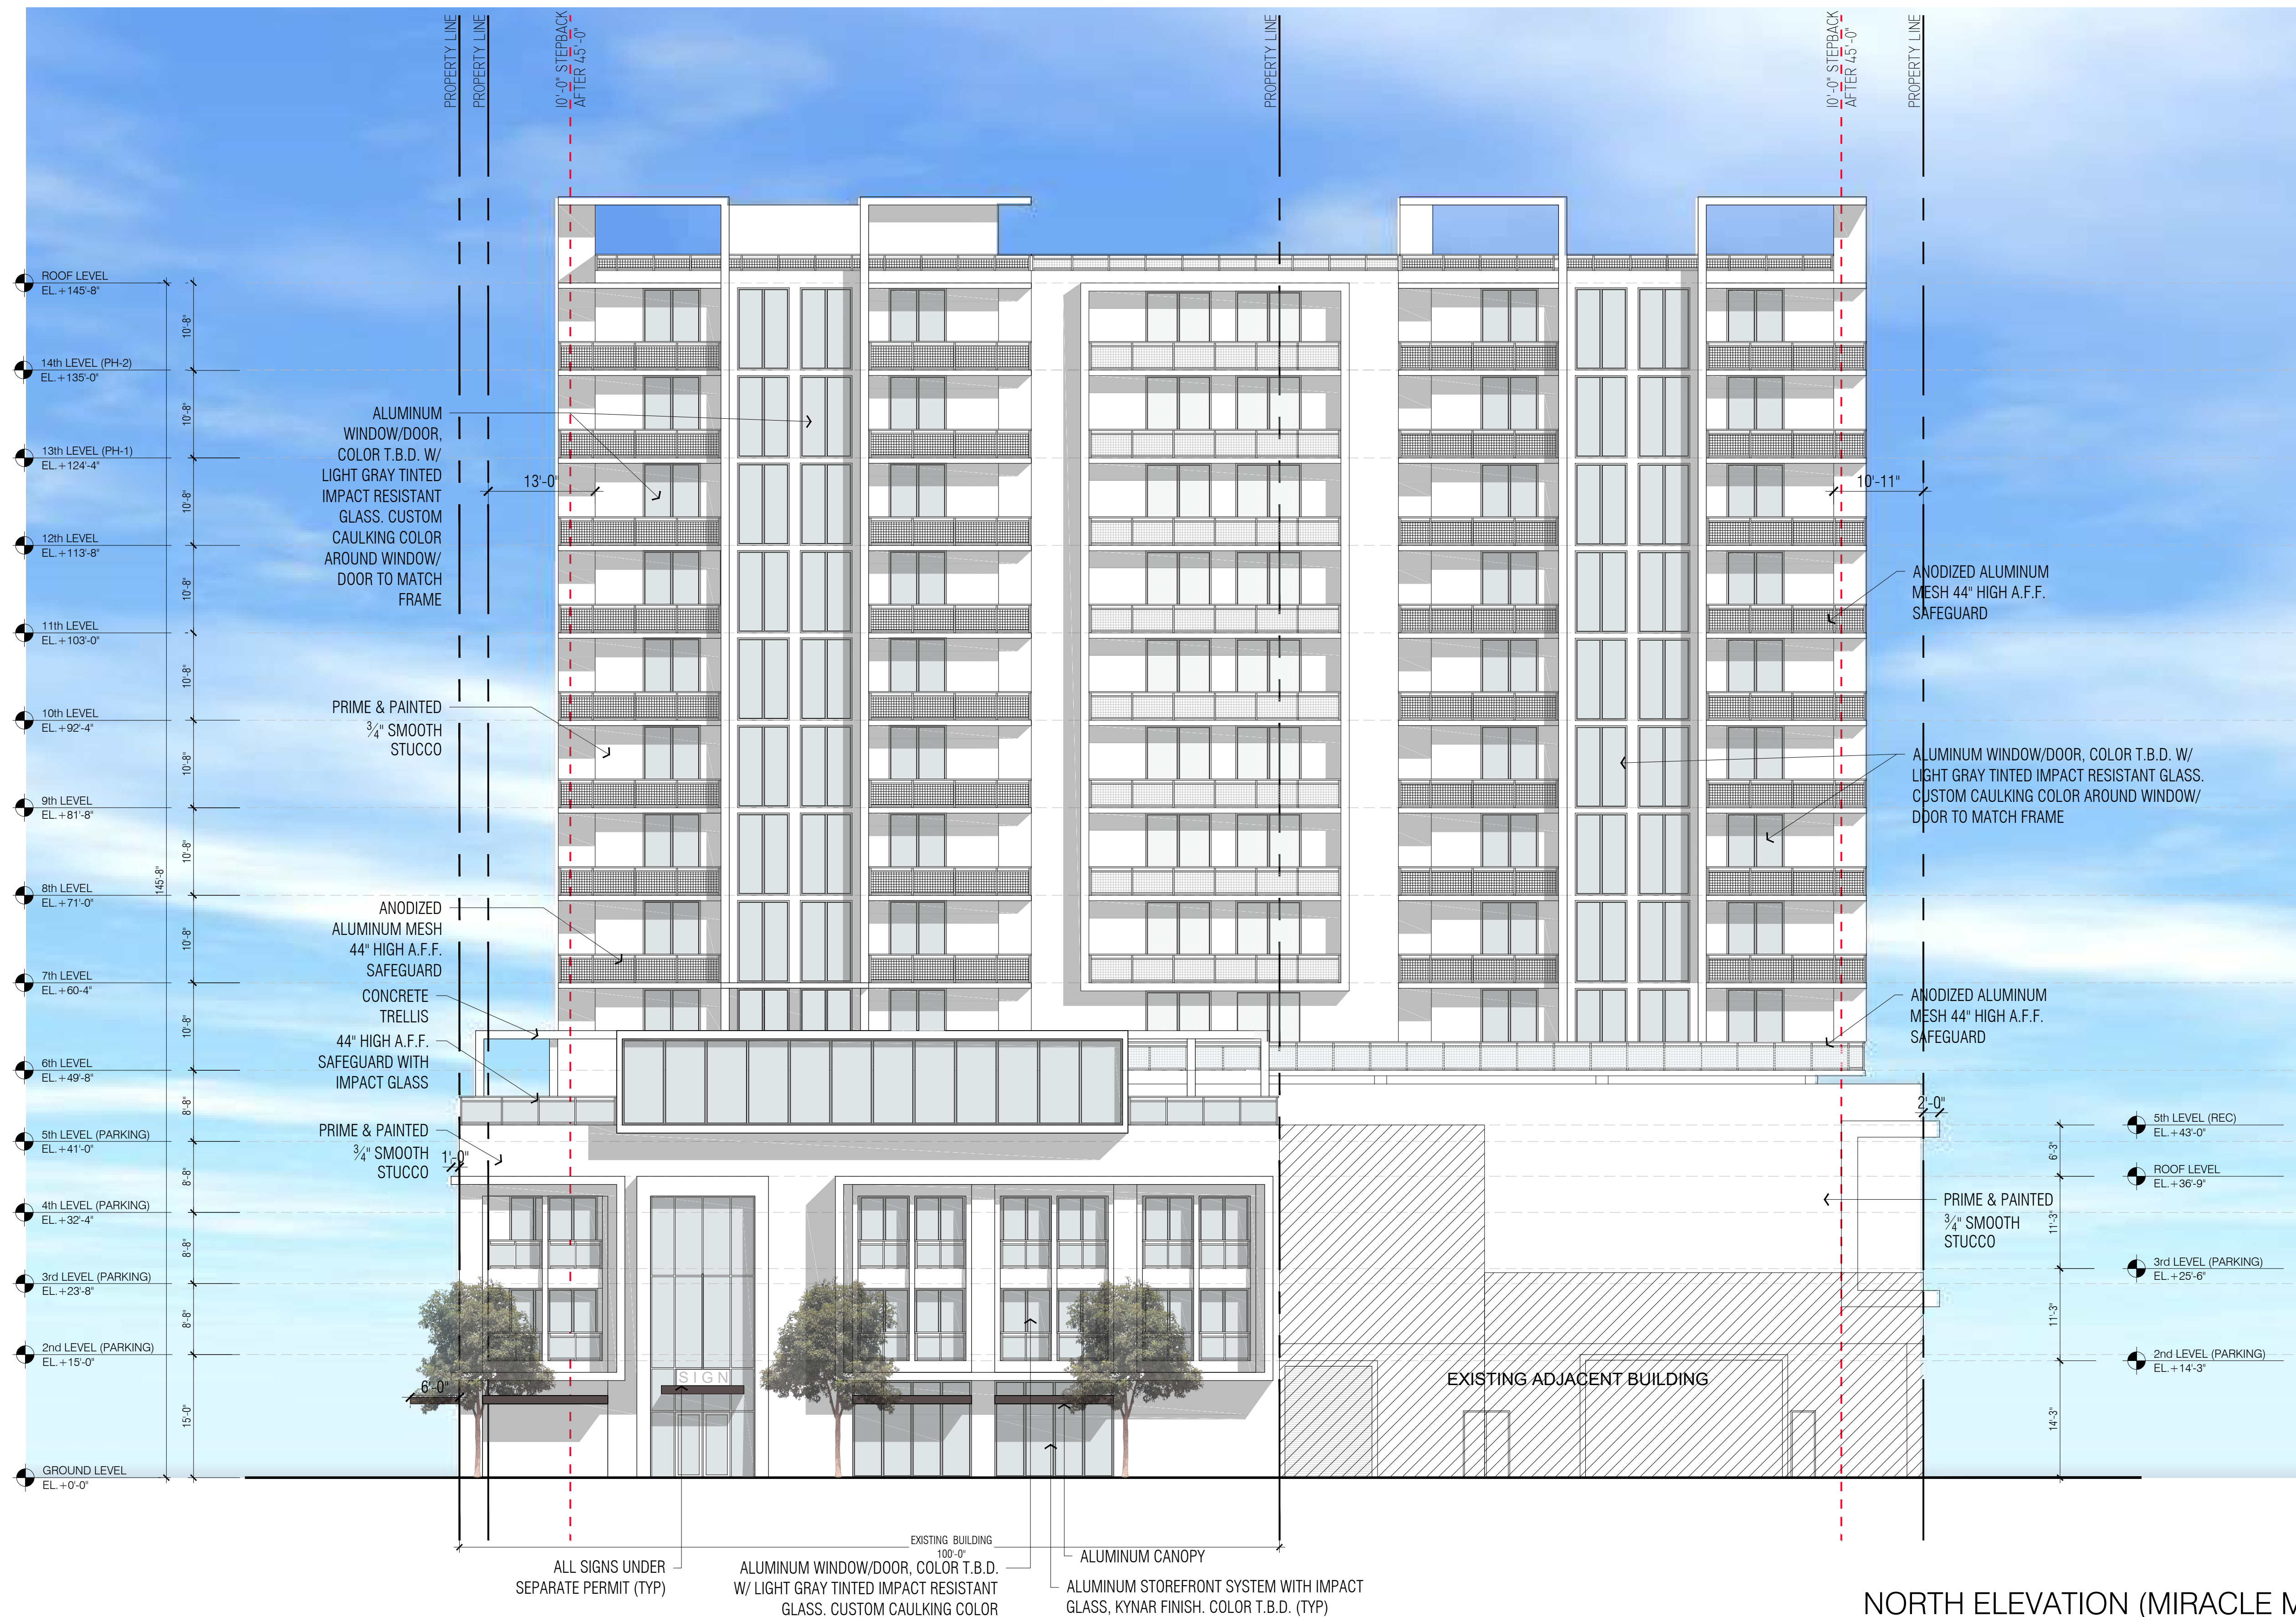 PROPERTY LINE
PROPERTY LINE
10'-0" STEPBACK
AFTER 45'-0"
PROPERTY LINE
10'-0" STEPBACK
AFTER 45'-0"
PROPERTY LINE
ROOF LEVEL
EL.+145'-8"
10'-8"
14th LEVEL (PH-2)
EL.+135'-0"
10'-8"
13th LEVEL (PH-1)
EL.+124'-4"
10'-8"
12th LEVEL
EL.+113'-8"
10'-8"
11th LEVEL
EL.+103'-0"
10'-8"
10th LEVEL
EL.+92'-4"
10'-8"
9th LEVEL
EL.+81'-8"
10'-8"
145'-8"
8th LEVEL
EL.+71'-0"
10'-8"
7th LEVEL
EL.+60-4"
10'-8"
6th LEVEL
EL.+49'-8"
8'-8"
5th LEVEL (PARKING)
EL.+41'-0"
8'-8"
4th LEVEL (PARKING)
EL.+32'-4"
8'-8"
3rd LEVEL (PARKING)
EL.+23'-8"
8'-8"
2nd LEVEL (PARKING)
EL.+15'-0"
15'-0"
GROUND LEVEL
EL.+0'-0"
ALUMINUM
WINDOW/DOOR,
COLOR T.B.D. W/
LIGHT GRAY TINTED
IMPACT RESISTANT
GLASS. CUSTOM
CAULKING COLOR
AROUND WINDOW/
DOOR TO MATCH
FRAME
13'-0"
PRIME & PAINTED
3/4" SMOOTH
STUCCO
ANODIZED
ALUMINUM MESH
44" HIGH A.F.F.
SAFEGUARD
CONCRETE
TRELLIS
44" HIGH A.F.F.
SAFEGUARD WITH
IMPACT GLASS
PRIME & PAINTED
3/4" SMOOTH
STUCCO
1'-0"
6'-0"
SIGN
10'-11"
ANODIZED ALUMINUM
MESH 44" HIGH A.F.F.
SAFEGUARD
ALUMINUM WINDOW/DOOR, COLOR T.B.D. W/
LIGHT GRAY TINTED IMPACT RESISTANT GLASS.
CUSTOM CAULKING COLOR AROUND WINDOW/
DOOR TO MATCH FRAME
ANODIZED ALUMINUM
MESH 44" HIGH A.F.F.
SAFEGUARD
2'-0"
5th LEVEL (REC)
EL.+43'-0"
6'-3"
ROOF LEVEL
EL.+36'-9"
PRIME & PAINTED
3/4" SMOOTH
STUCCO
11'-3"
3rd LEVEL (PARKING)
EL.+25'-6"
11'-3"
2nd LEVEL (PARKING)
EL.+14'-3"
14'-3"
EXISTING ADJACENT BUILDING
EXISTING BUILDING
100'-0"
ALL SIGNS UNDER
SEPARATE PERMIT (TYP)
ALUMINUM WINDOW/DOOR, COLOR T.B.D.
W/ LIGHT GRAY TINTED IMPACT RESISTANT
GLASS. CUSTOM CAULKING COLOR
ALUMINUM CANOPY
ALUMINUM STOREFRONT SYSTEM WITH IMPACT
GLASS, KYNAR FINISH. COLOR T.B.D. (TYP)
NORTH ELEVATION (MIRACLE M